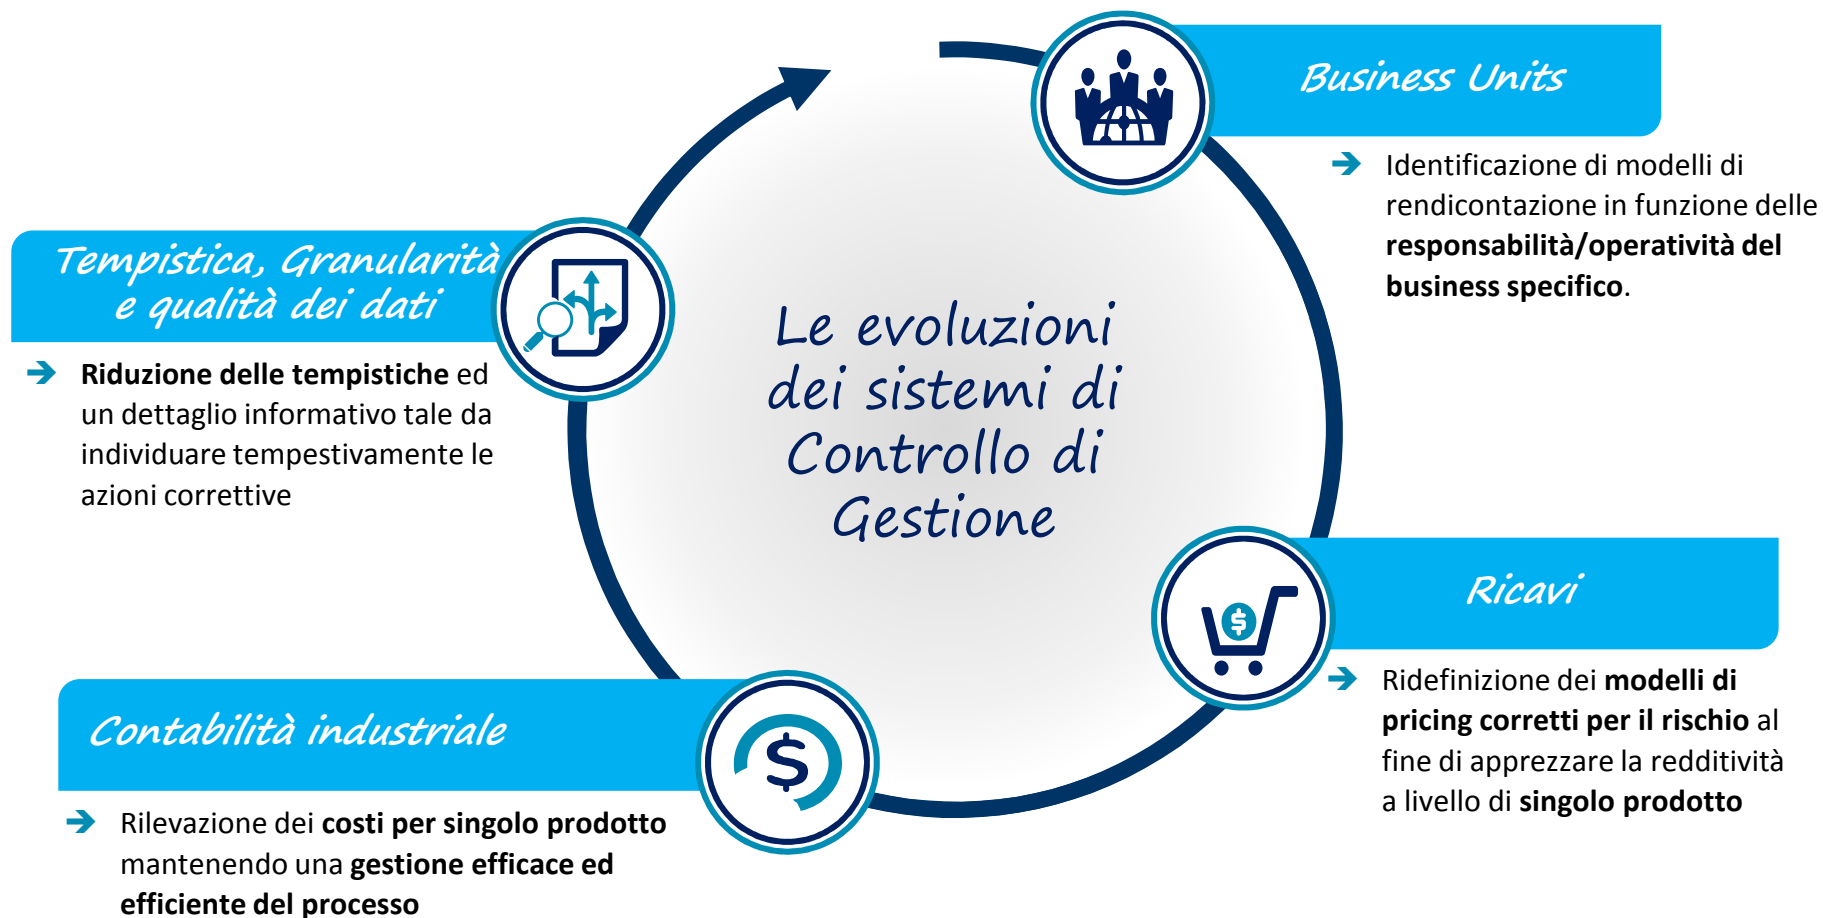 Le evoluzioni
dei sistemi di
Controllo di
Gestione
Business Units
Identificazione di modelli di
rendicontazione in funzione delle
responsabilità/operatività del
business specifico.
Ricavi
Ridefinizione dei modelli di
pricing corretti per il rischio al
fine di apprezzare la redditività
a livello di singolo prodotto
Contabilità industriale
Rilevazione dei costi per singolo prodotto
mantenendo una gestione efficace ed
efficiente del processo
Tempistica, Granularità
e qualità dei dati
Riduzione delle tempistiche ed
un dettaglio informativo tale da
individuare tempestivamente le
azioni correttive
$
$